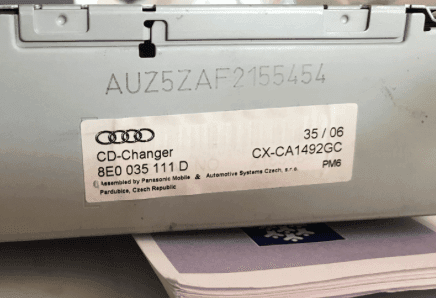 AUZ5ZAF2155454
35 / 06
CD-Changer CX-CA1492GC
8E0 035 111 D PM6
Assembled by Panasonic Mobile & Automotive Systems Czech, s.r.o.
Pardubice, Czech Republic